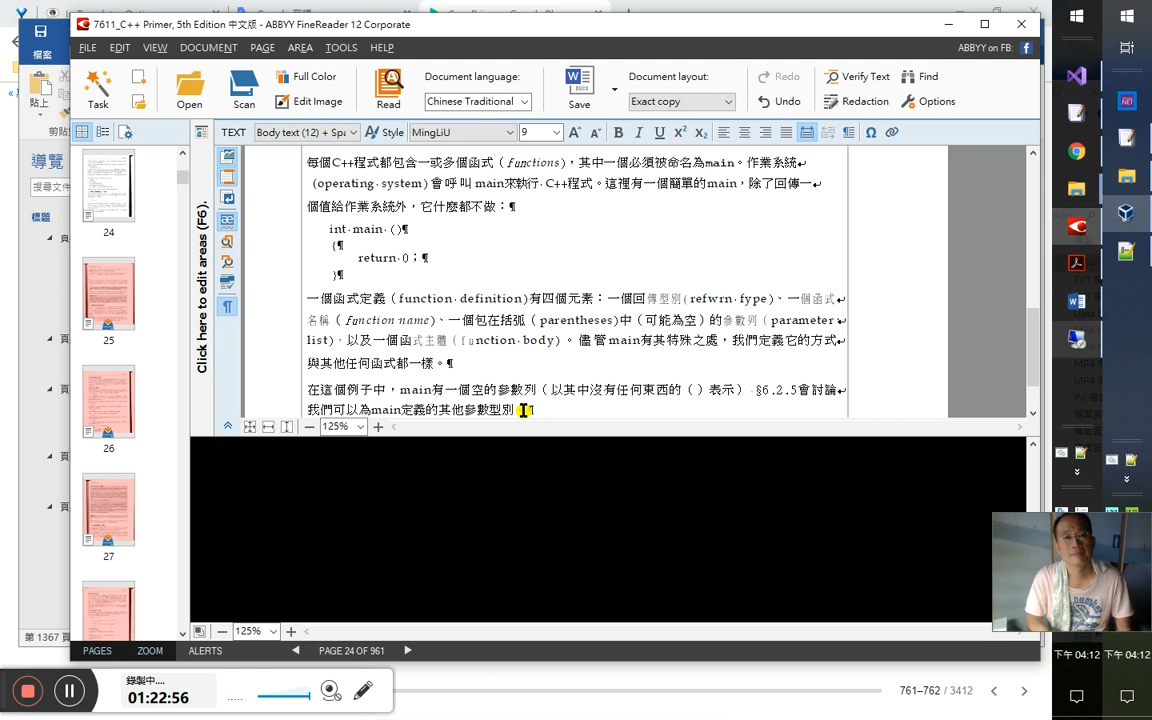 7611_C++ Primer, 5th Edition 中文版 - ABBYY FineReader 12 Corporate
FILE EDIT VIEW DOCUMENT PAGE AREA TOOLS HELP
ABBYY on FB:
檔案
貼上
剪貼
導覽
搜尋文件
標題
第 1367 頁
Task
Open
Scan
Full Color
Edit Image
Read
Document language:
Chinese Traditional
Save
Document layout:
Exact copy
Redo
Undo
Verify Text
Redaction
Find
Options
TEXT Body text (12) + Spa Style MingLiU 9
24
25
26
27
Click here to edit areas (F6).
每個C++程式都包含一或多個函式（functions），其中一個必須被命名為main。作業系統
(operating system) 會呼叫 main來執行 C++程式。這裡有一個簡單的main，除了回傳一
個值給作業系統外，它什麼都不做：¶
int main ()¶
{¶
return 0；¶
}¶
一個函式定義（function definition)有四個元素：一個回傳型別(refwrn type)、一個函式
名稱（ function name)、一個包在括弧（parentheses)中（可能為空）的參數列（parameter
list)，以及一個函式主體（function body) 。儘管main有其特殊之處，我們定義它的方式
與其他任何函式都一樣。¶
在這個例子中，main有一個空的參數列（以其中沒有任何東西的（ ）表示） §6.2.5會討論
我們可以為main定義的其他參數型別
125%
125%
PAGES ZOOM ALERTS
PAGE 24 OF 961
錄製中....
01:22:56
761–762 / 3412
下午 04:12
下午 04:12